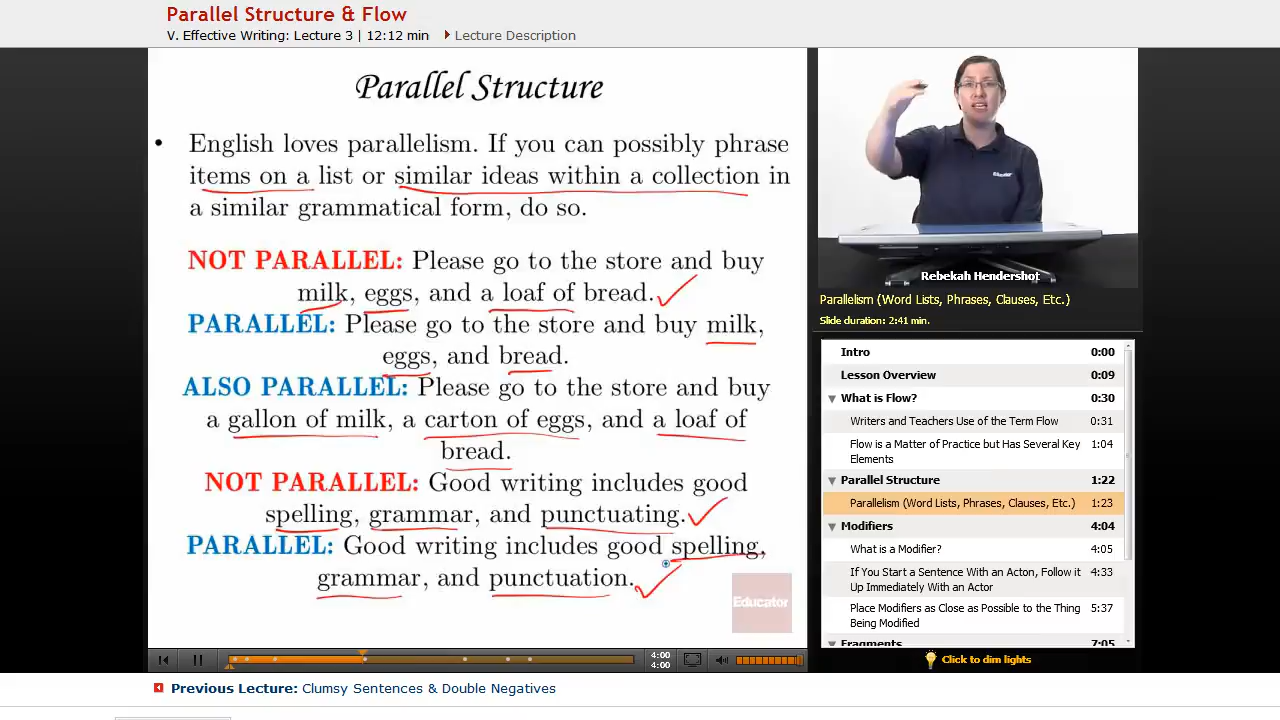 Parallel Structure & Flow
V. Effective Writing: Lecture 3 | 12:12 min
Lecture Description
Parallel Structure
• English loves parallelism. If you can possibly phrase
items on a list or similar ideas within a collection in
a similar grammatical form, do so.
NOT PARALLEL: Please go to the store and buy
milk, eggs, and a loaf of bread.
PARALLEL: Please go to the store and buy milk,
eggs, and bread.
ALSO PARALLEL: Please go to the store and buy
a gallon of milk, a carton of eggs, and a loaf of
bread.
NOT PARALLEL: Good writing includes good
spelling, grammar, and punctuating.
PARALLEL: Good writing includes good spelling,
grammar, and punctuation.
Educator
4:00
4:00
Rebekah Hendershot
Parallelism (Word Lists, Phrases, Clauses, Etc.)
Slide duration: 2:41 min.
Intro 0:00
Lesson Overview 0:09
What is Flow? 0:30
Writers and Teachers Use of the Term Flow 0:31
Flow is a Matter of Practice but Has Several Key 1:04
Elements
Parallel Structure 1:22
Parallelism (Word Lists, Phrases, Clauses, Etc.) 1:23
Modifiers 4:04
What is a Modifier? 4:05
If You Start a Sentence With an Acton, Follow it 4:33
Up Immediately With an Action
Place Modifiers as Close as Possible to the Thing 5:37
Being Modified
Fragments 7:05
Click to dim lights
Previous Lecture: Clumsy Sentences & Double Negatives